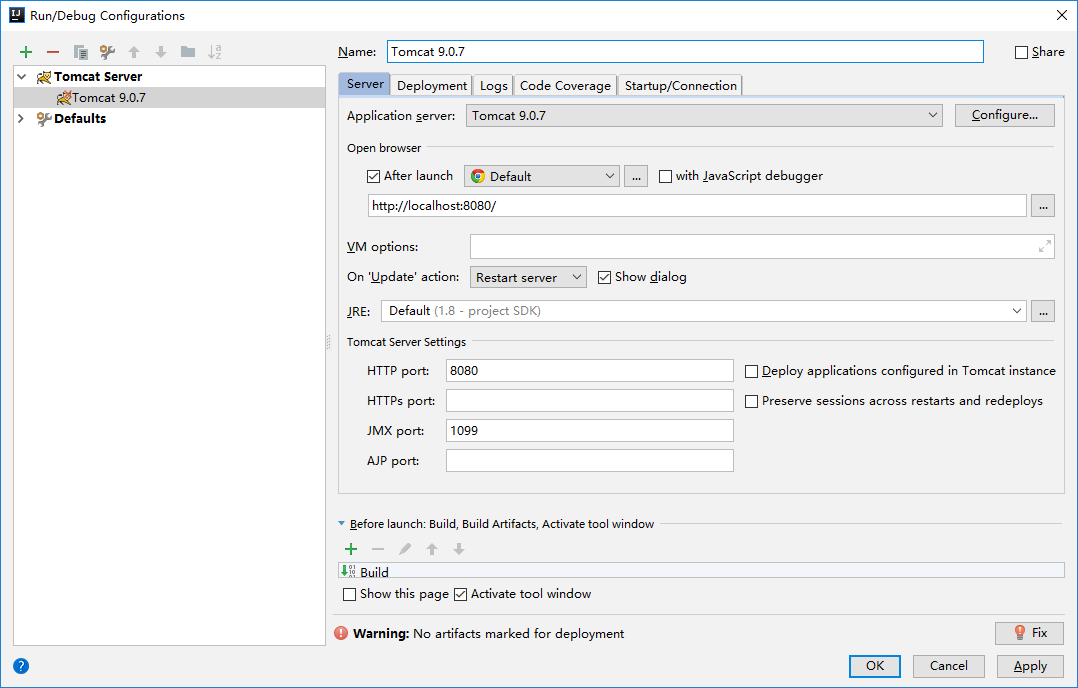 Run/Debug Configurations
Name: Tomcat 9.0.7 Share
Tomcat Server
Tomcat 9.0.7
Defaults
Server Deployment Logs Code Coverage Startup/Connection
Application server: Tomcat 9.0.7 Configure...
Open browser
After launch Default ... with JavaScript debugger
http://localhost:8080/ ...
VM options:
On 'Update' action: Restart server Show dialog
JRE: Default (1.8 - project SDK) ...
Tomcat Server Settings
HTTP port: 8080 Deploy applications configured in Tomcat instance
HTTPs port: Preserve sessions across restarts and redeploys
JMX port: 1099
AJP port:
Before launch: Build, Build Artifacts, Activate tool window
Build
Show this page Activate tool window
Warning: No artifacts marked for deployment Fix
OK Cancel Apply